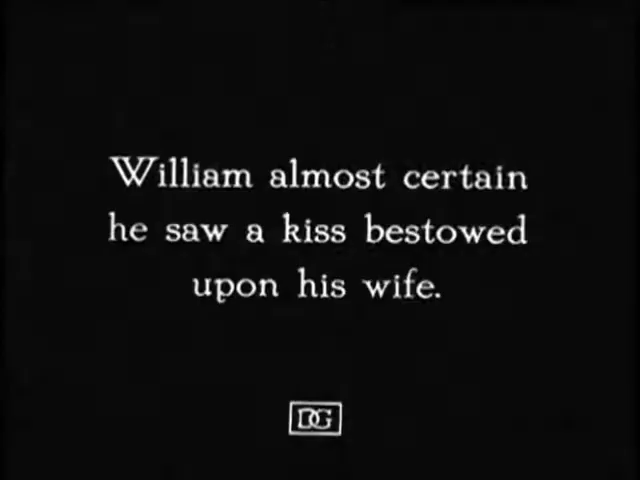 William almost certain
he saw a kiss bestowed
upon his wife.
DG